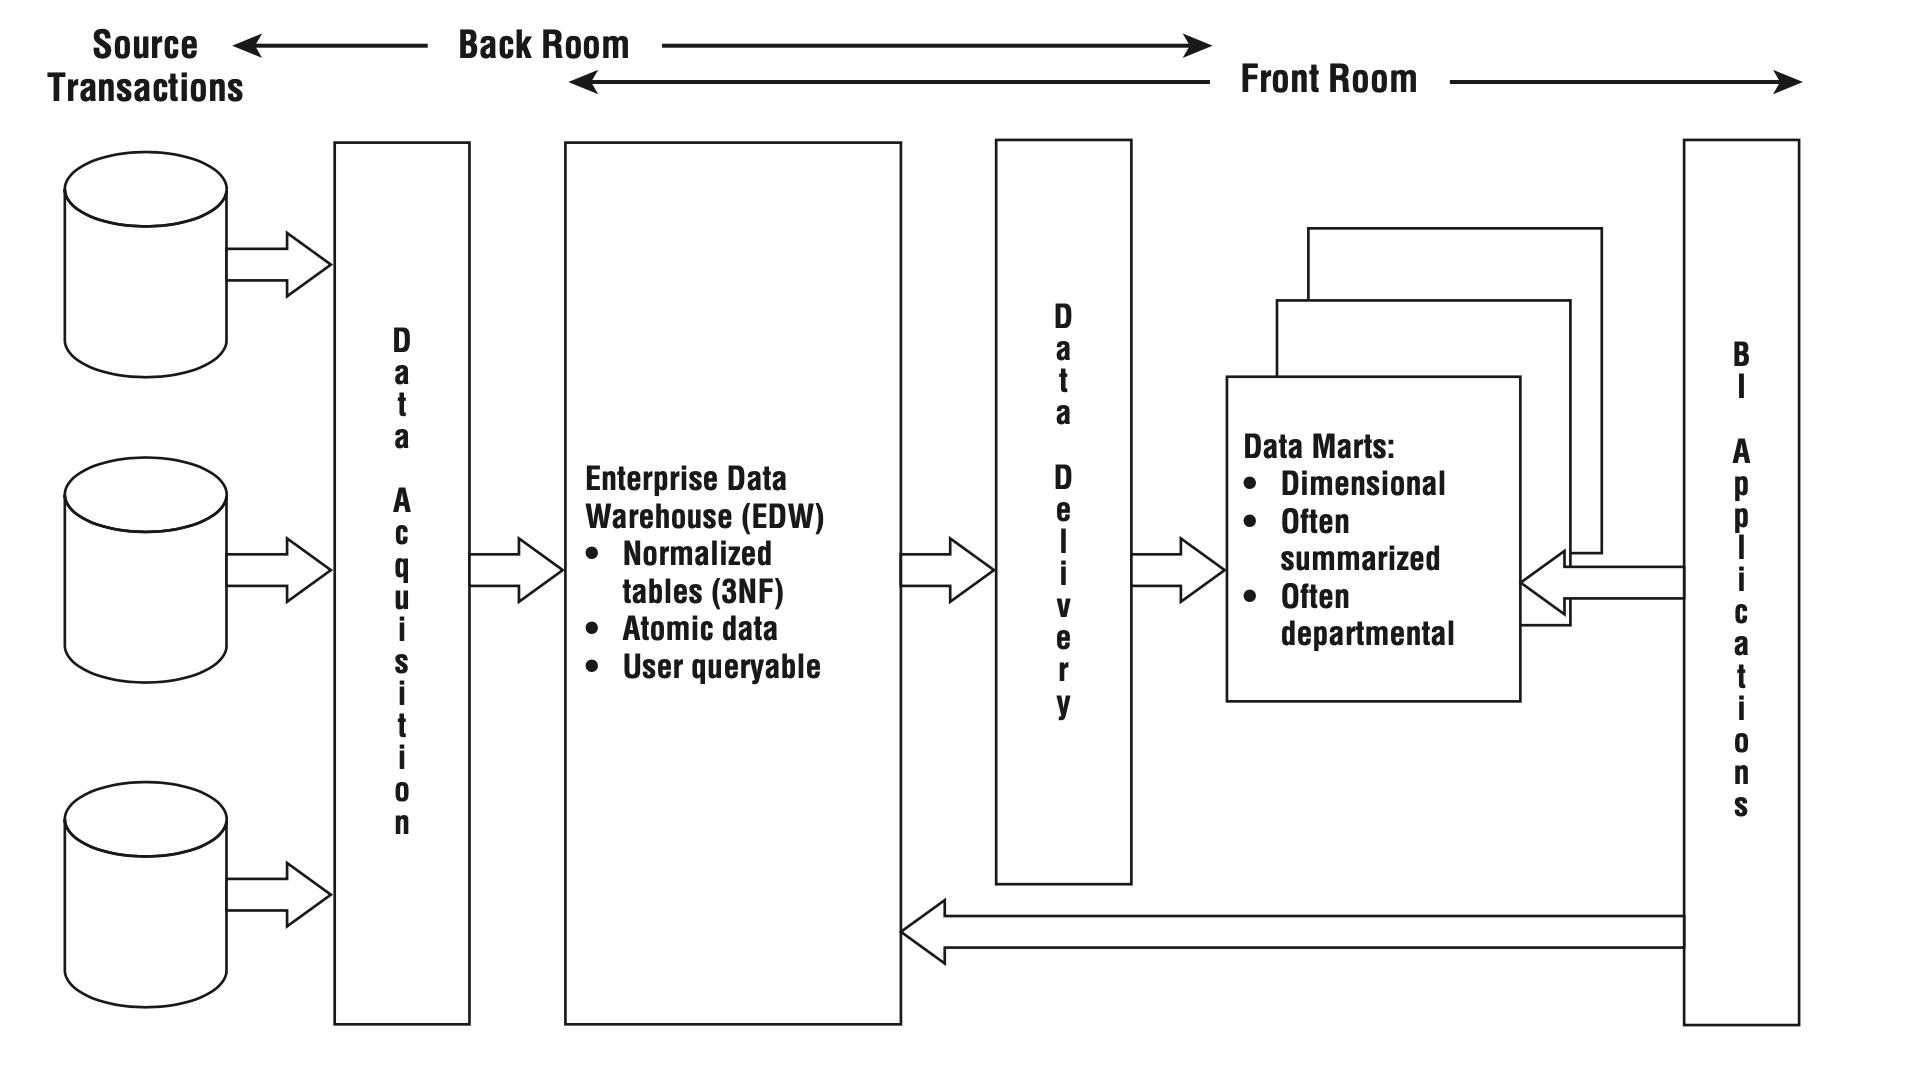 Source
Transactions
Back Room
Front Room
Data Acquisition
Enterprise Data
Warehouse (EDW)
• Normalized
tables (3NF)
• Atomic data
• User queryable
Data Delivery
Data Marts:
• Dimensional
• Often
summarized
• Often
departmental
BI Applications